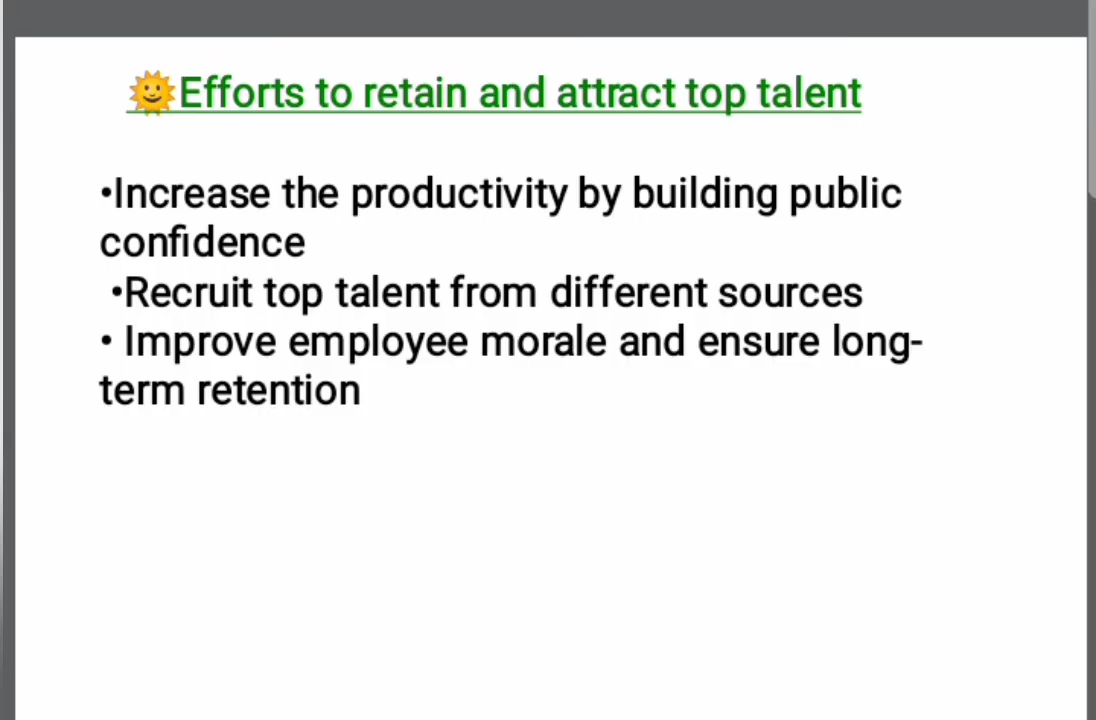 🌞Efforts to retain and attract top talent
•Increase the productivity by building public
confidence
•Recruit top talent from different sources
• Improve employee morale and ensure long-
term retention